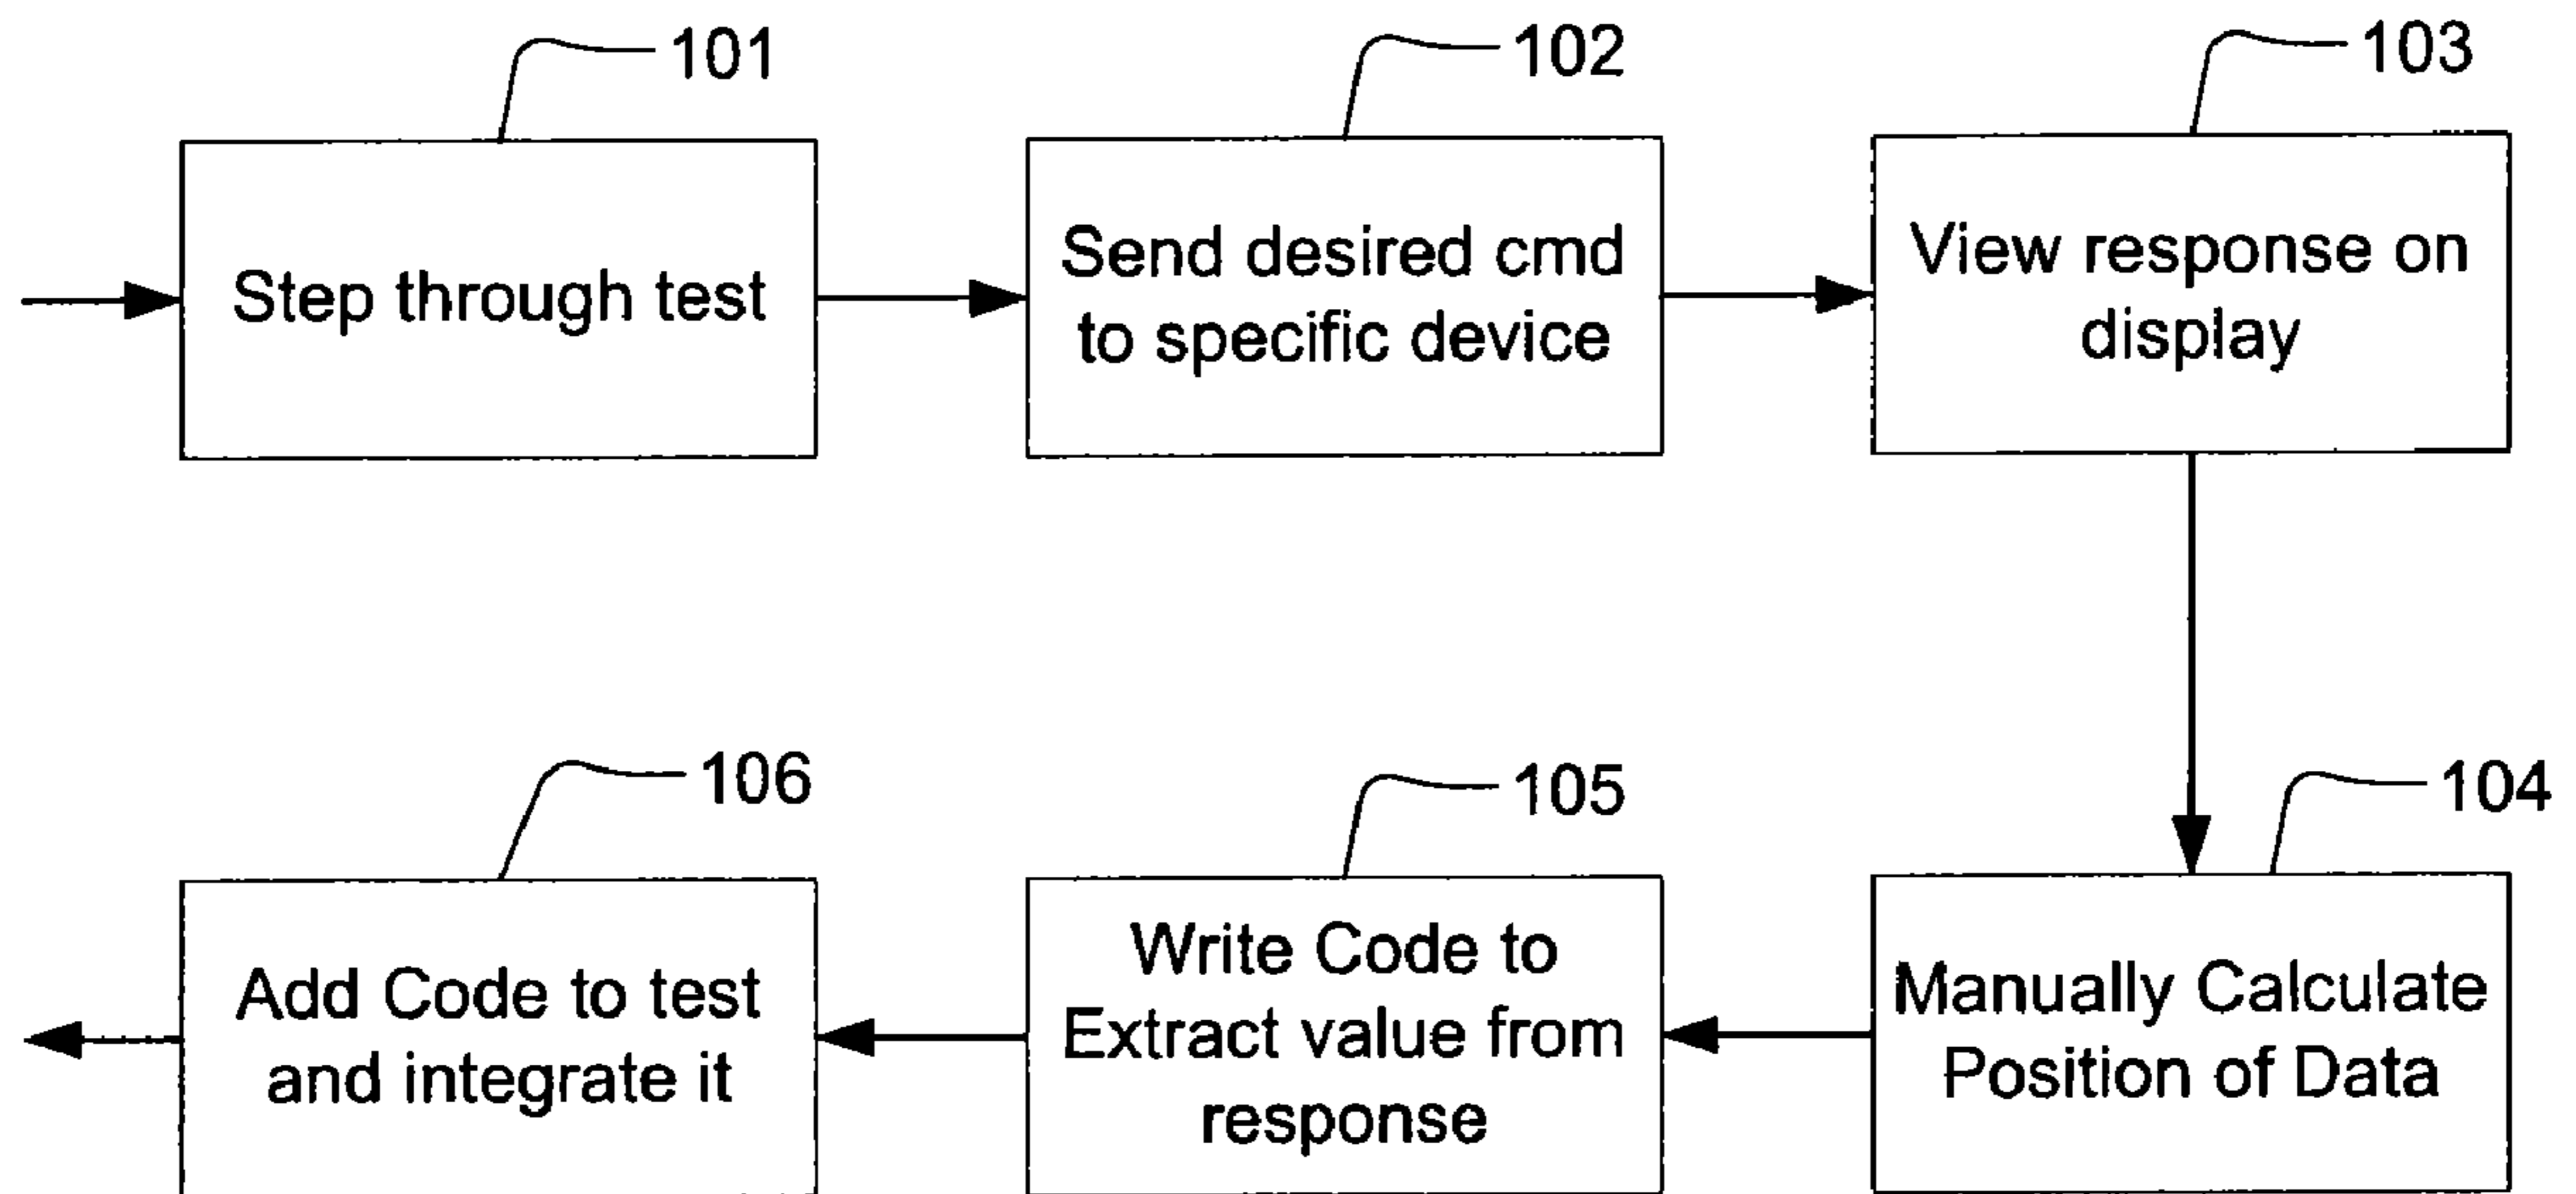 101
102
103
Step through test
Send desired cmd
to specific device
View response on
display
106
105
104
Add Code to test
and integrate it
Write Code to
Extract value from
response
Manually Calculate
Position of Data